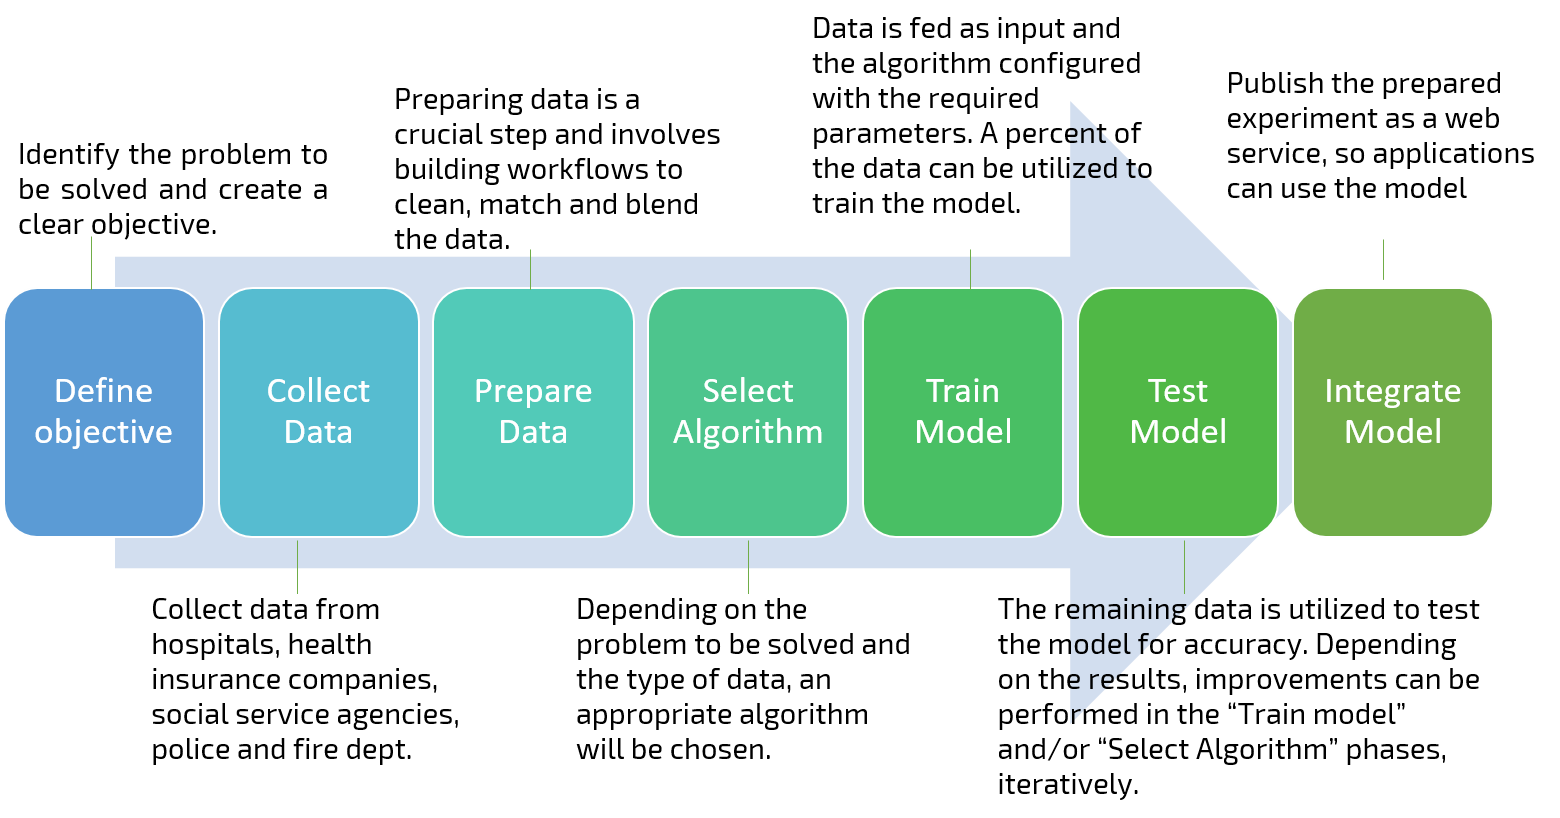 Identify the problem to
be solved and create a
clear objective.
Preparing data is a
crucial step and involves
building workflows to
clean, match and blend
the data.
Data is fed as input and
the algorithm configured
with the required
parameters. A percent of
the data can be utilized to
train the model.
Publish the prepared
experiment as a web
service, so applications
can use the model
Define
objective
Collect
Data
Prepare
Data
Select
Algorithm
Train
Model
Test
Model
Integrate
Model
Collect data from
hospitals, health
insurance companies,
social service agencies,
police and fire dept.
Depending on the
problem to be solved and
the type of data, an
appropriate algorithm
will be chosen.
The remaining data is utilized to test
the model for accuracy. Depending
on the results, improvements can be
performed in the “Train model”
and/or “Select Algorithm” phases,
iteratively.